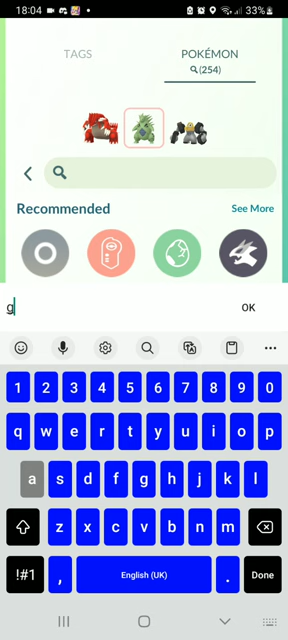 18:04
33%
TAGS
POKÉMON
(254)
Recommended
See More
g
OK
1 2 3 4 5 6 7 8 9 0
q w e r t y u i o p
a s d f g h j k l
z x c v b n m
!#1 , English (UK) . Done